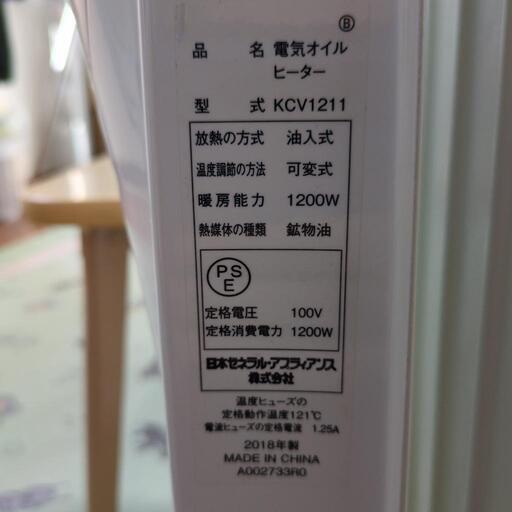 Ⓑ
品名 電気オイル
ヒーター
型式 KCV1211
放熱の方式 油入式
温度調節の方法 可変式
暖房能力 1200W
熱媒体の種類 鉱物油
PS
E
定格電圧 100V
定格消費電力 1200W
日本ゼネラル・アプライアンス
株式会社
温度ヒューズの
定格動作温度121℃
電流ヒューズの定格電流 1.25A
2018年製
MADE IN CHINA
A002733R0